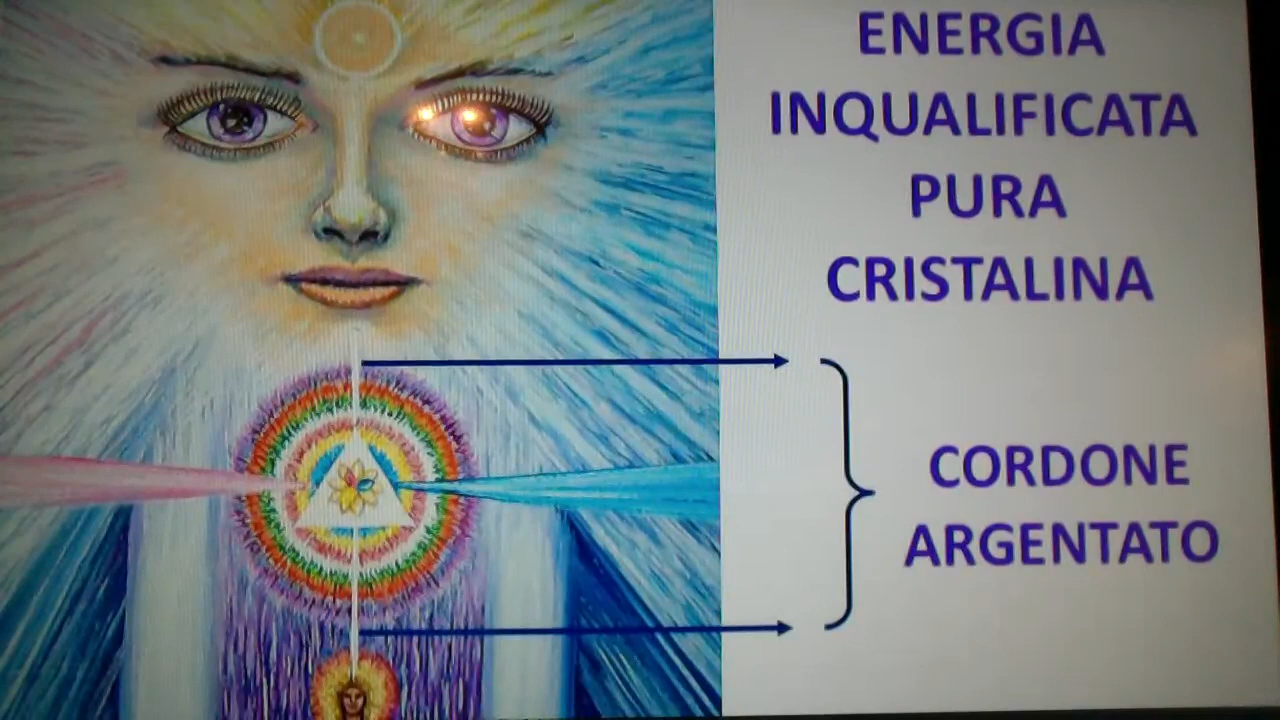 ENERGIA
INQUALIFICATA
PURA
CRISTALINA
CORDONE
ARGENTATO